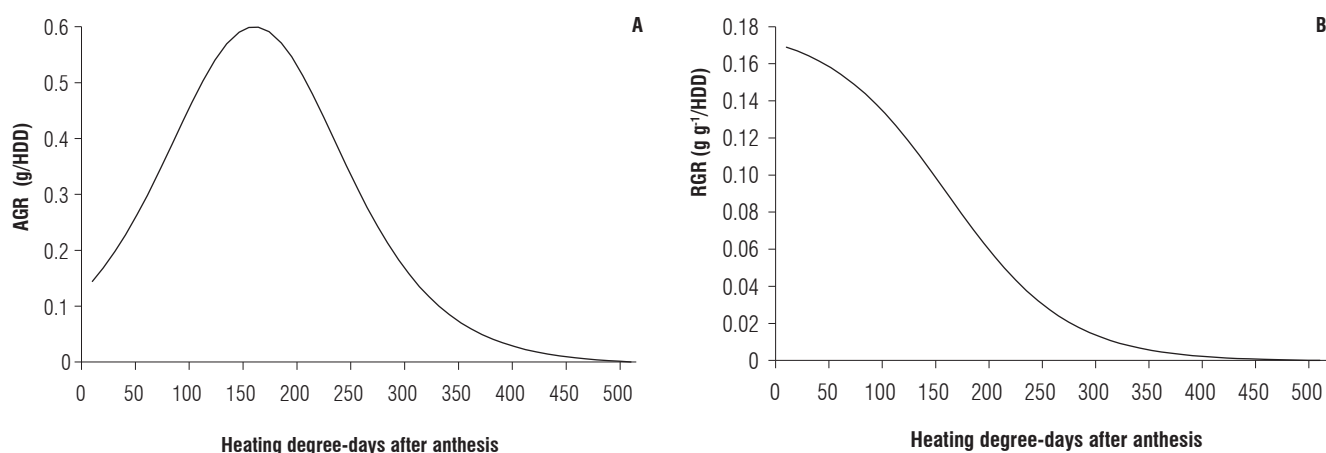 A
0.6
0.5
0.4
0.3
0.2
0.1
0
AGR (g/HDD)
0 50 100 150 200 250 300 350 400 450 500
Heating degree-days after anthesis
B
0.18
0.16
0.14
0.12
0.10
0.08
0.06
0.04
0.02
0
RGR (g g⁻¹/HDD)
0 50 100 150 200 250 300 350 400 450 500
Heating degree-days after anthesis